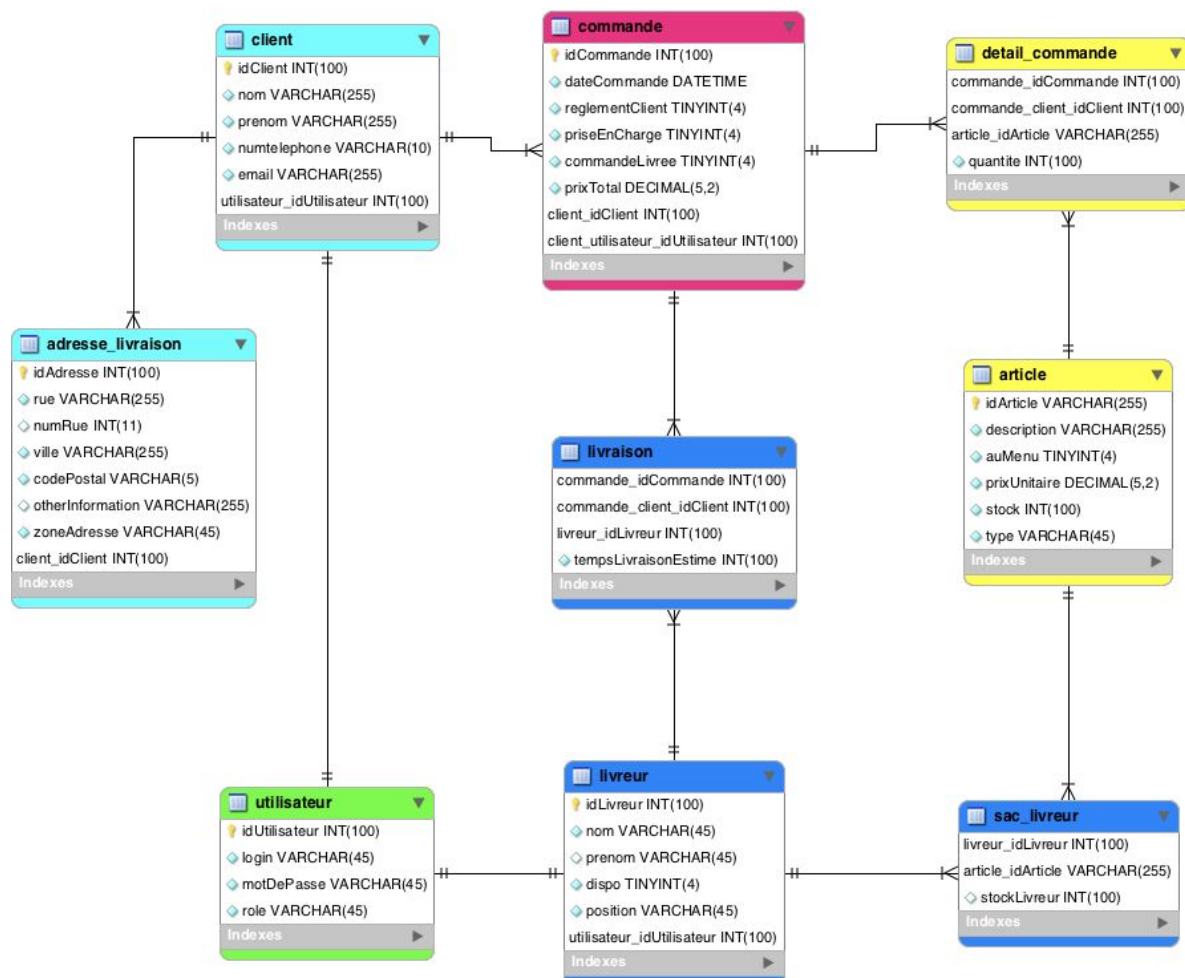 client
idClient INT(100)
nom VARCHAR(255)
prenom VARCHAR(255)
numtelephone VARCHAR(10)
email VARCHAR(255)
utilisateur_idUtilisateur INT(100)
Indexes
commande
idCommande INT(100)
dateCommande DATETIME
reglementClient TINYINT(4)
priseEnCharge TINYINT(4)
commandeLivree TINYINT(4)
prixTotal DECIMAL(5,2)
client_idClient INT(100)
client_utilisateur_idUtilisateur INT(100)
Indexes
detail_commande
commande_idCommande INT(100)
commande_client_idClient INT(100)
article_idArticle VARCHAR(255)
quantite INT(100)
Indexes
adresse_livraison
idAdresse INT(100)
rue VARCHAR(255)
numRue INT(11)
ville VARCHAR(255)
codePostal VARCHAR(5)
otherInformation VARCHAR(255)
zoneAdresse VARCHAR(45)
client_idClient INT(100)
Indexes
livraison
commande_idCommande INT(100)
commande_client_idClient INT(100)
livreur_idLivreur INT(100)
tempsLivraisonEstime INT(100)
Indexes
article
idArticle VARCHAR(255)
description VARCHAR(255)
auMenu TINYINT(4)
prixUnitaire DECIMAL(5,2)
stock INT(100)
type VARCHAR(45)
Indexes
utilisateur
idUtilisateur INT(100)
login VARCHAR(45)
motDePasse VARCHAR(45)
role VARCHAR(45)
Indexes
livreur
idLivreur INT(100)
nom VARCHAR(45)
prenom VARCHAR(45)
dispo TINYINT(4)
position VARCHAR(45)
utilisateur_idUtilisateur INT(100)
Indexes
sac_livreur
livreur_idLivreur INT(100)
article_idArticle VARCHAR(255)
stockLivreur INT(100)
Indexes